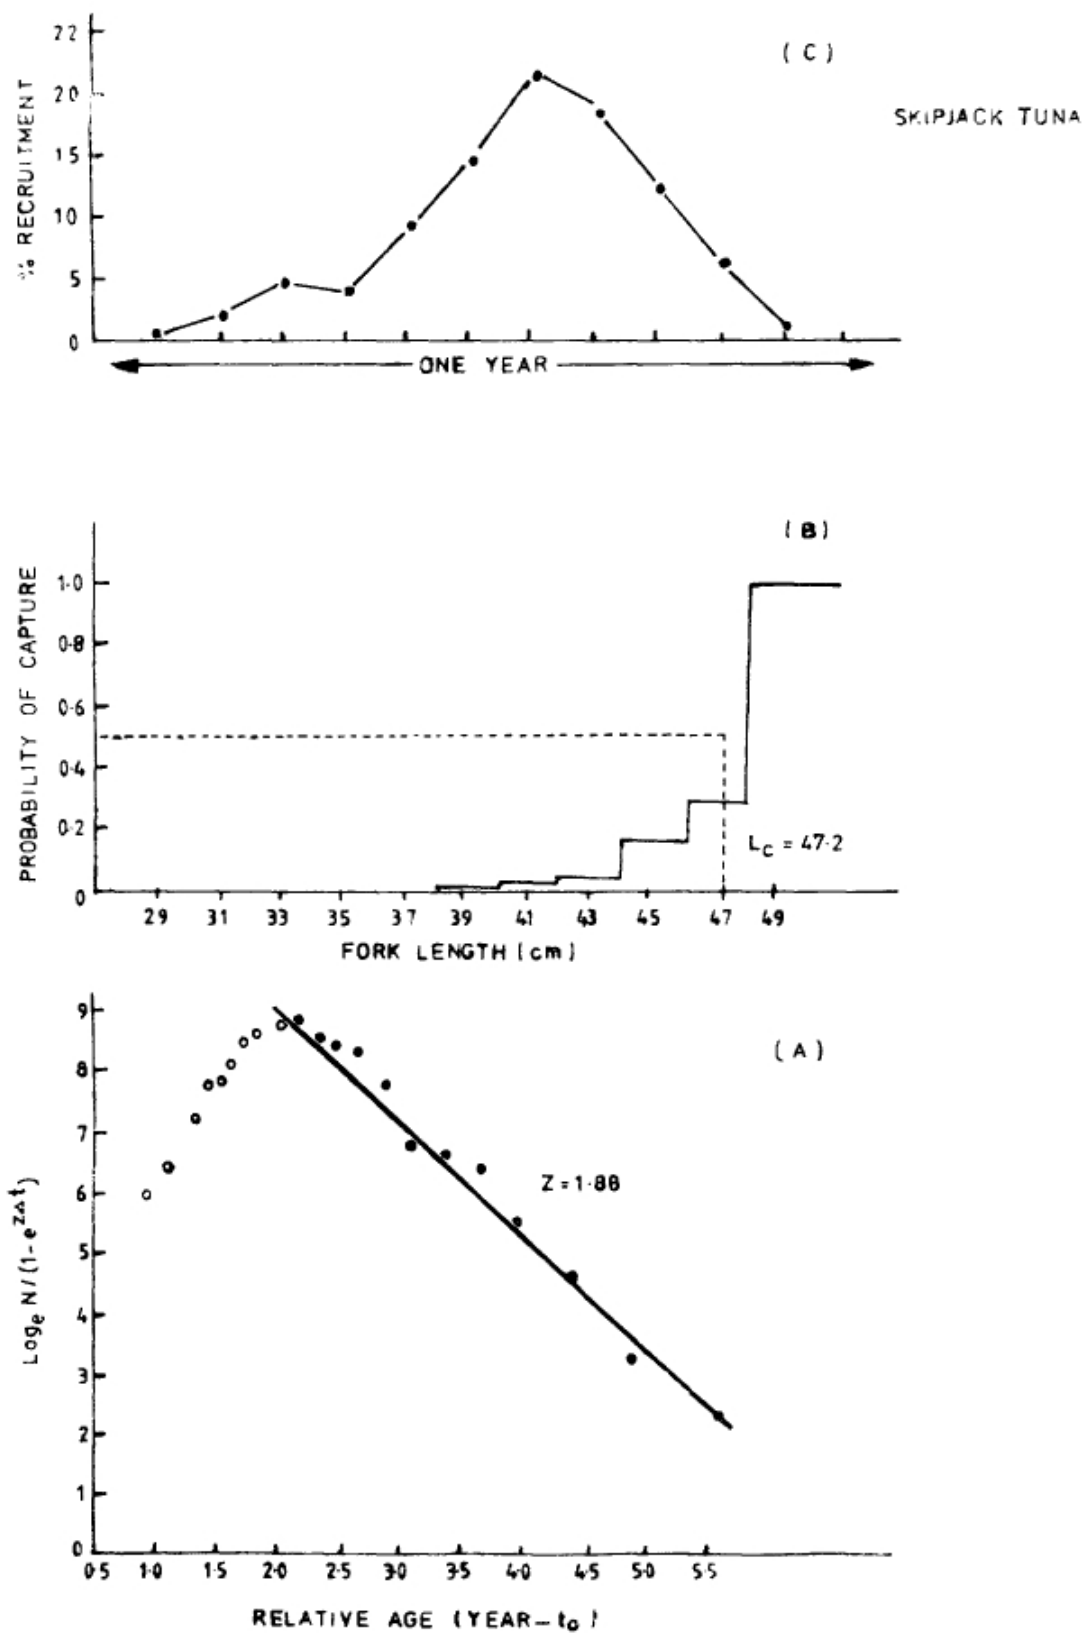 ( C )
SKIPJACK TUNA
% RECRUITMENT
22
20
15
10
5
0
ONE YEAR
( B )
PROBABILITY OF CAPTURE
1·0
0·8
0·6
0·4
0·2
0
Lc = 47·2
29 31 33 35 37 39 41 43 45 47 49
FORK LENGTH (cm)
( A )
Loge N/(1-e^zΔt)
9
8
7
6
5
4
3
2
1
0
Z=1·88
0·5 1·0 1·5 2·0 2·5 3·0 3·5 4·0 4·5 5·0 5·5
RELATIVE AGE (YEAR-to)